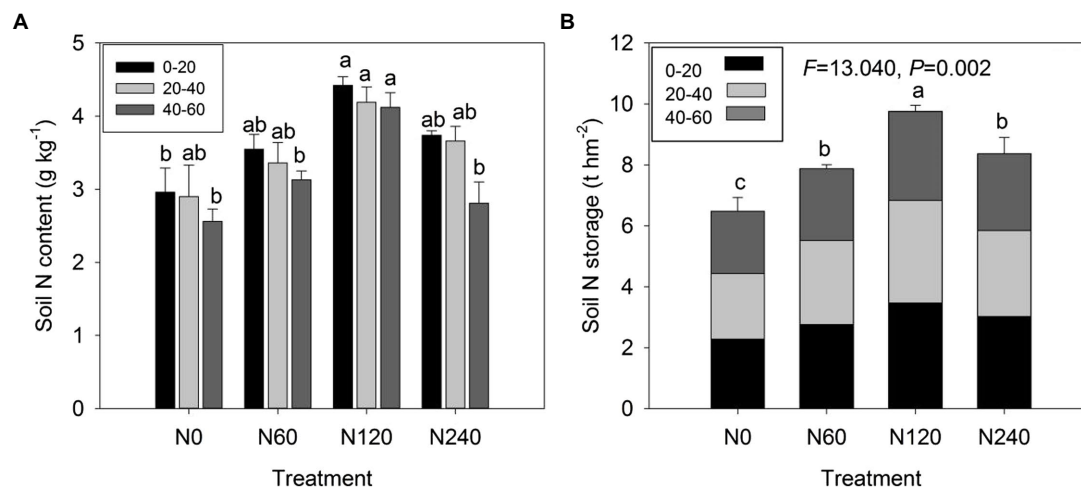 A
Soil N content (g kg⁻¹)
5
4
3
2
1
0
0-20
20-40
40-60
b ab b
ab ab b
a a a
ab ab b
N0 N60 N120 N240
Treatment
B
Soil N storage (t hm⁻²)
12
10
8
6
4
2
0
0-20
20-40
40-60
F=13.040, P=0.002
c b a b
N0 N60 N120 N240
Treatment